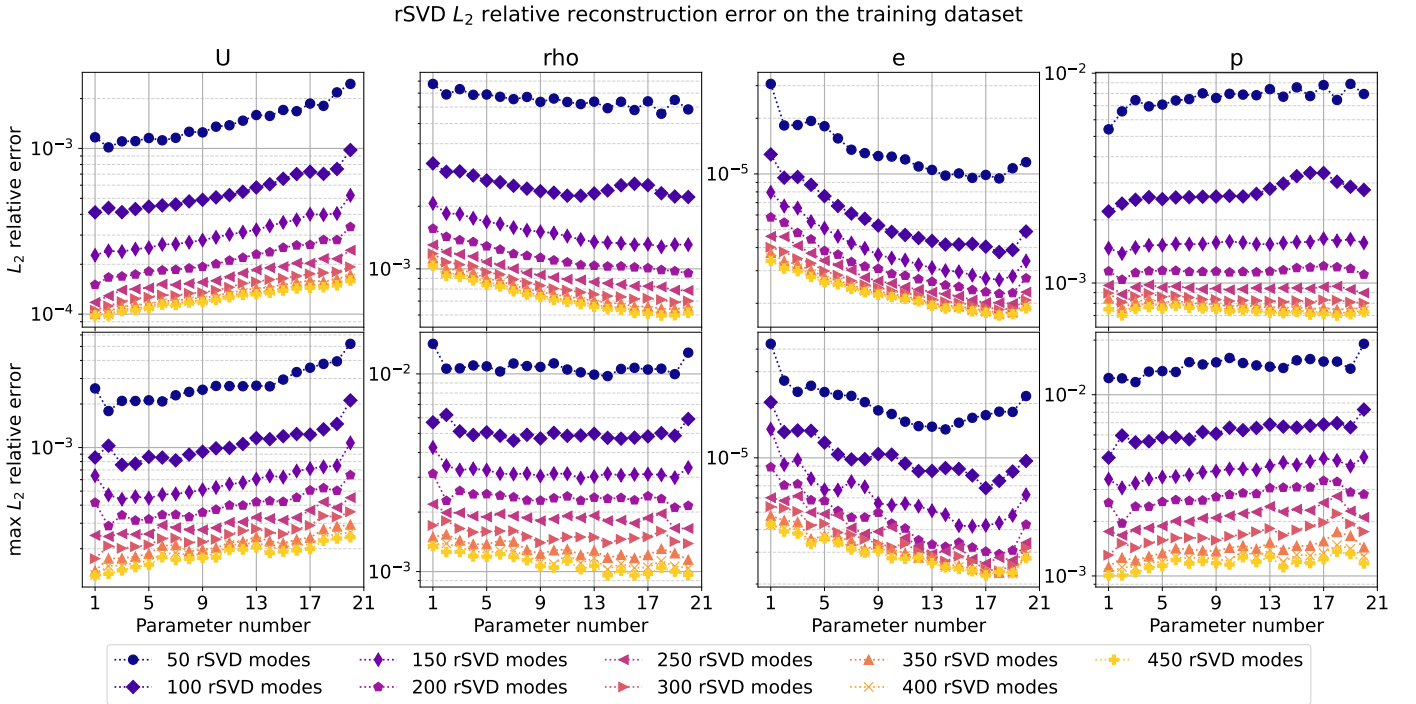 rSVD L₂ relative reconstruction error on the training dataset
U rho e p
L₂ relative error
10⁻³
10⁻⁴
10⁻³
10⁻⁵
10⁻²
10⁻³
max L₂ relative error
10⁻³
10⁻²
10⁻³
10⁻⁵
10⁻²
10⁻³
1 5 9 13 17 21 1 5 9 13 17 21 1 5 9 13 17 21 1 5 9 13 17 21
Parameter number Parameter number Parameter number Parameter number
50 rSVD modes 150 rSVD modes 250 rSVD modes 350 rSVD modes 450 rSVD modes
100 rSVD modes 200 rSVD modes 300 rSVD modes 400 rSVD modes